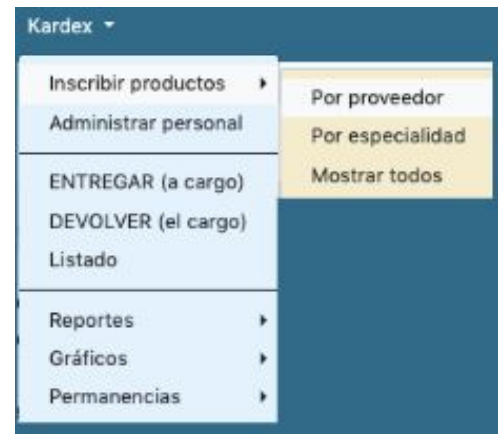 Kardex
Inscribir productos
Administrar personal
ENTREGAR (a cargo)
DEVOLVER (el cargo)
Listado
Reportes
Gráficos
Permanencias
Por proveedor
Por especialidad
Mostrar todos